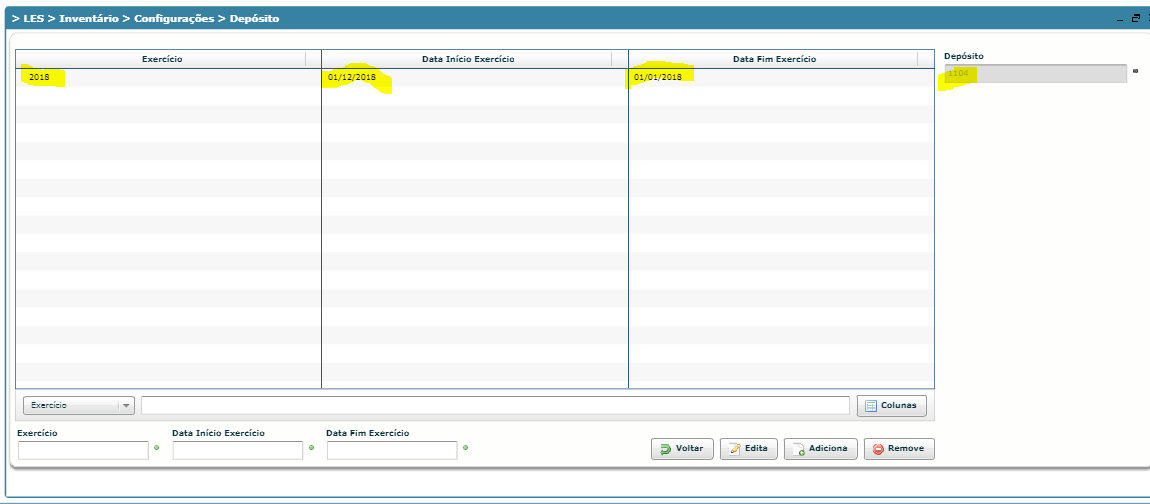 > LES > Inventário > Configurações > Depósito
Exercício Data Início Exercício Data Fim Exercício
2018 01/12/2018 01/01/2018
Depósito
1104
Exercício Colunas
Exercício Data Início Exercício Data Fim Exercício
Voltar Edita Adiciona Remove